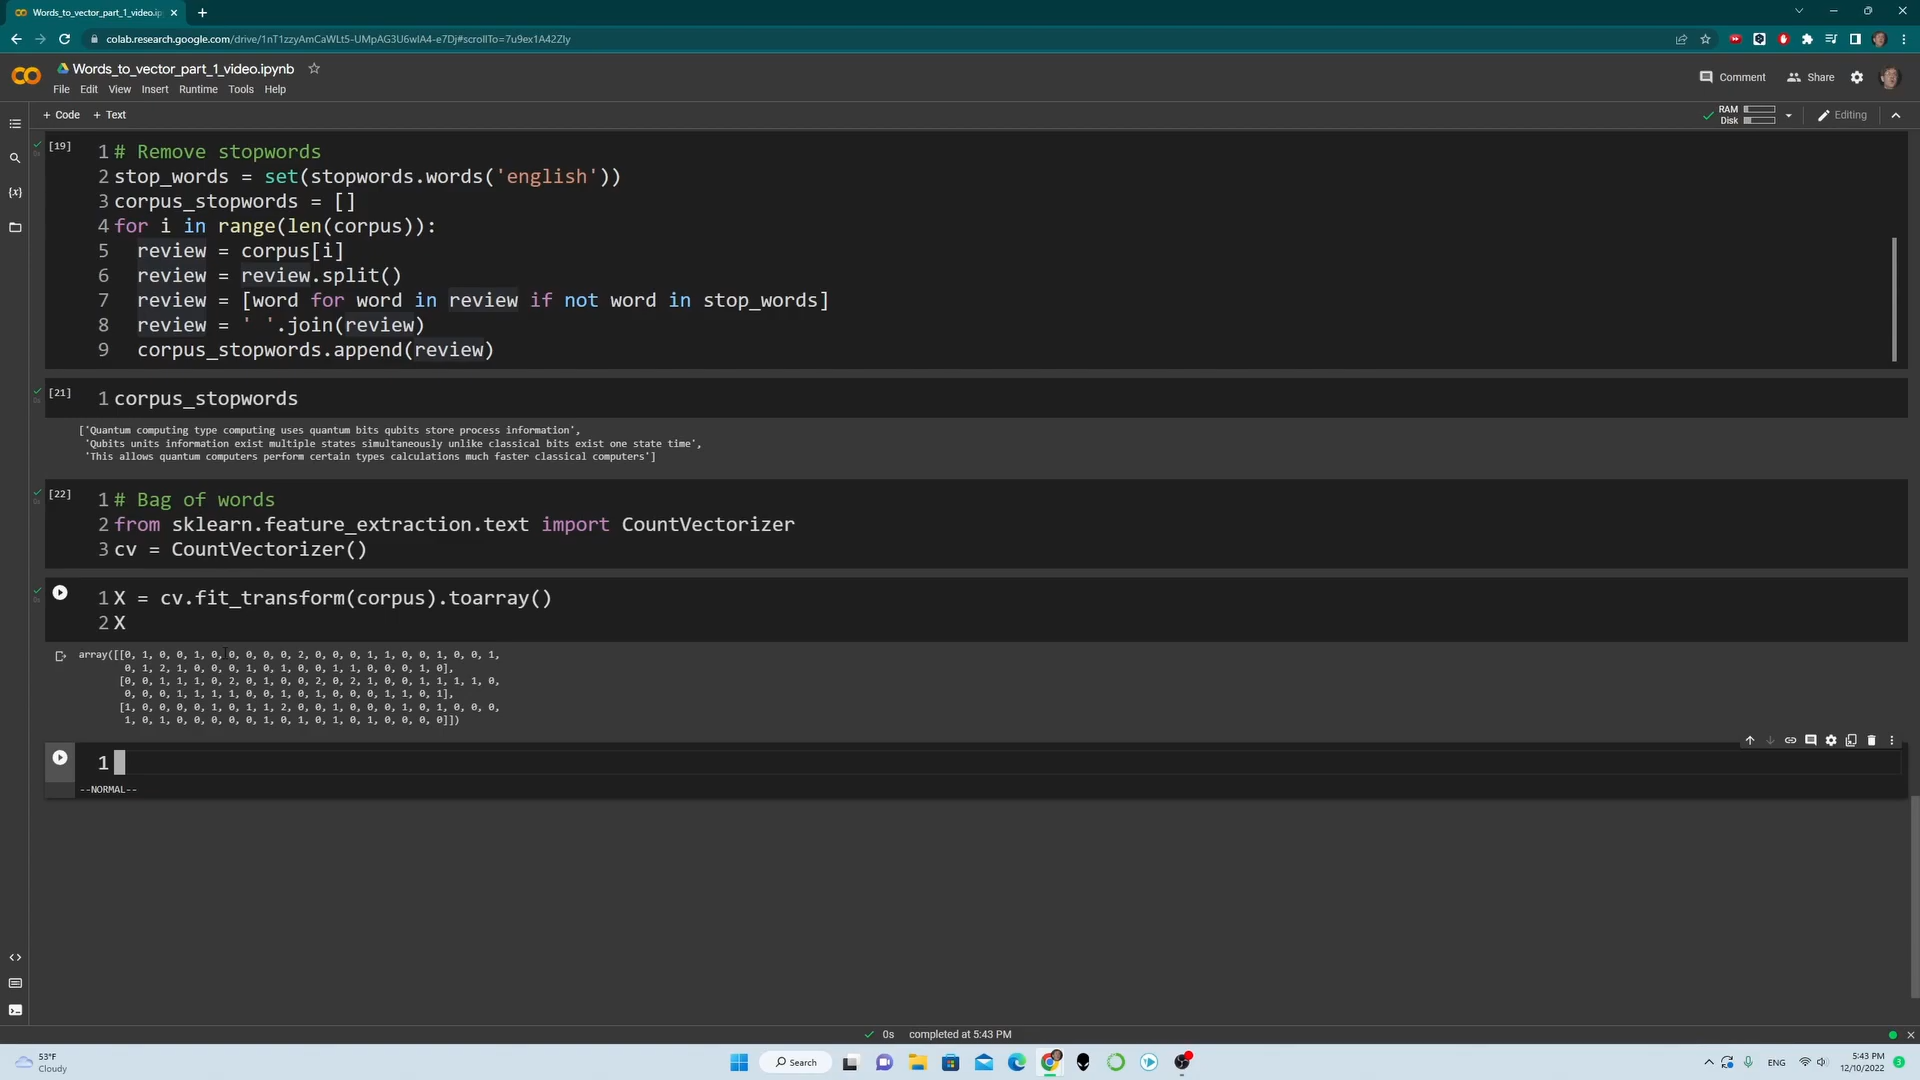 Words_to_vector_part_1_video.ip
colab.research.google.com/drive/1nT1zzyAmCaWLt5-UMpAG3U6wIA4-e7Dj#scrollTo=7u9ex1A42ZIy
Words_to_vector_part_1_video.ipynb
Comment
Share
File Edit View Insert Runtime Tools Help
+ Code + Text
RAM
Disk
Editing
[19]
1 # Remove stopwords
2 stop_words = set(stopwords.words('english'))
3 corpus_stopwords = []
4 for i in range(len(corpus)):
5 review = corpus[i]
6 review = review.split()
7 review = [word for word in review if not word in stop_words]
8 review = ' '.join(review)
9 corpus_stopwords.append(review)
[21]
1 corpus_stopwords
['Quantum computing type computing uses quantum bits qubits store process information',
'Qubits units information exist multiple states simultaneously unlike classical bits exist one state time',
'This allows quantum computers perform certain types calculations much faster classical computers']
[22]
1 # Bag of words
2 from sklearn.feature_extraction.text import CountVectorizer
3 cv = CountVectorizer()
1 X = cv.fit_transform(corpus).toarray()
2 X
array([[0, 1, 0, 0, 1, 0, 0, 0, 0, 0, 2, 0, 0, 0, 1, 1, 0, 0, 1, 0, 0, 1,
0, 1, 2, 1, 0, 0, 0, 1, 0, 1, 0, 0, 1, 1, 0, 0, 0, 1, 0],
[0, 0, 1, 1, 1, 0, 2, 0, 1, 0, 0, 2, 0, 2, 1, 0, 0, 1, 1, 1, 1, 0,
0, 0, 0, 1, 1, 1, 1, 0, 0, 1, 0, 1, 0, 0, 0, 1, 1, 0, 1],
[1, 0, 0, 0, 0, 1, 0, 1, 1, 2, 0, 0, 1, 0, 0, 0, 1, 0, 1, 0, 0, 0,
1, 0, 1, 0, 0, 0, 0, 0, 1, 0, 1, 0, 1, 0, 1, 0, 0, 0, 0]])
1
--NORMAL--
0s completed at 5:43 PM
53°F
Cloudy
Search
ENG
5:43 PM
12/10/2022
3